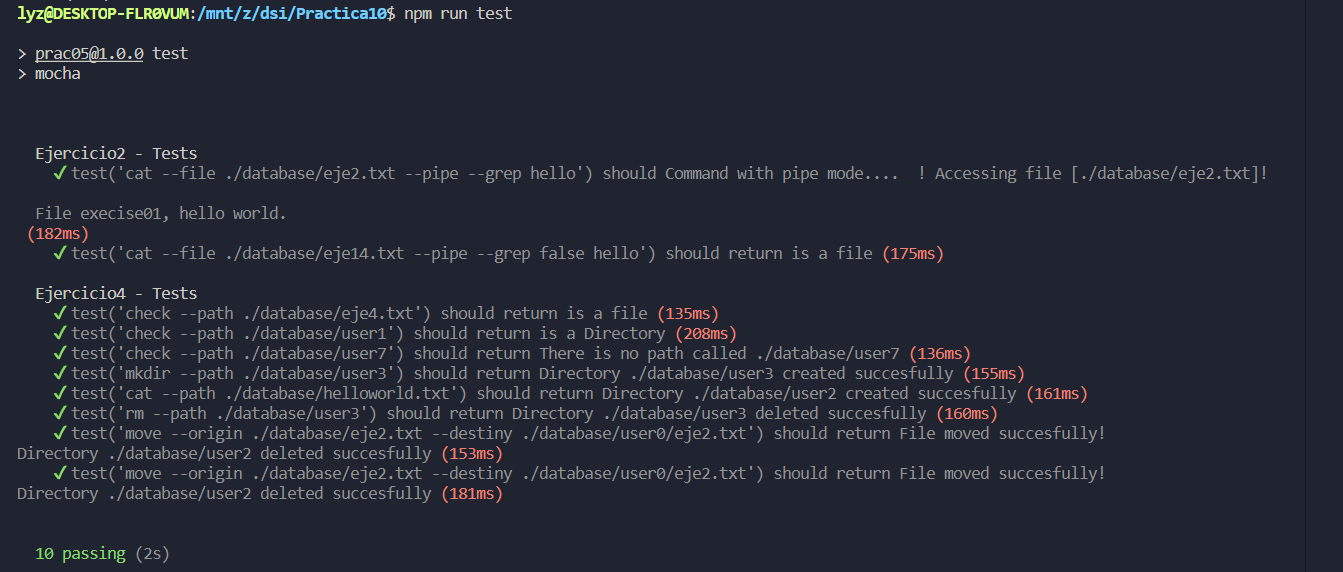 lyz@DESKTOP-FLR0VUM:/mnt/z/dsi/Practica10$ npm run test
> prac05@1.0.0 test
> mocha
Ejercicio2 - Tests
✓ test('cat --file ./database/eje2.txt --pipe --grep hello') should Command with pipe mode....  ! Accessing file [./database/eje2.txt]!
File execise01, hello world.
(182ms)
✓ test('cat --file ./database/eje14.txt --pipe --grep false hello') should return is a file (175ms)
Ejercicio4 - Tests
✓ test('check --path ./database/eje4.txt') should return is a file (135ms)
✓ test('check --path ./database/user1') should return is a Directory (208ms)
✓ test('check --path ./database/user7') should return There is no path called ./database/user7 (136ms)
✓ test('mkdir --path ./database/user3') should return Directory ./database/user3 created succesfully (155ms)
✓ test('cat --path ./database/helloworld.txt') should return Directory ./database/user2 created succesfully (161ms)
✓ test('rm --path ./database/user3') should return Directory ./database/user3 deleted succesfully (160ms)
✓ test('move --origin ./database/eje2.txt --destiny ./database/user0/eje2.txt') should return File moved succesfully!
Directory ./database/user2 deleted succesfully (153ms)
✓ test('move --origin ./database/eje2.txt --destiny ./database/user0/eje2.txt') should return File moved succesfully!
Directory ./database/user2 deleted succesfully (181ms)
10 passing (2s)